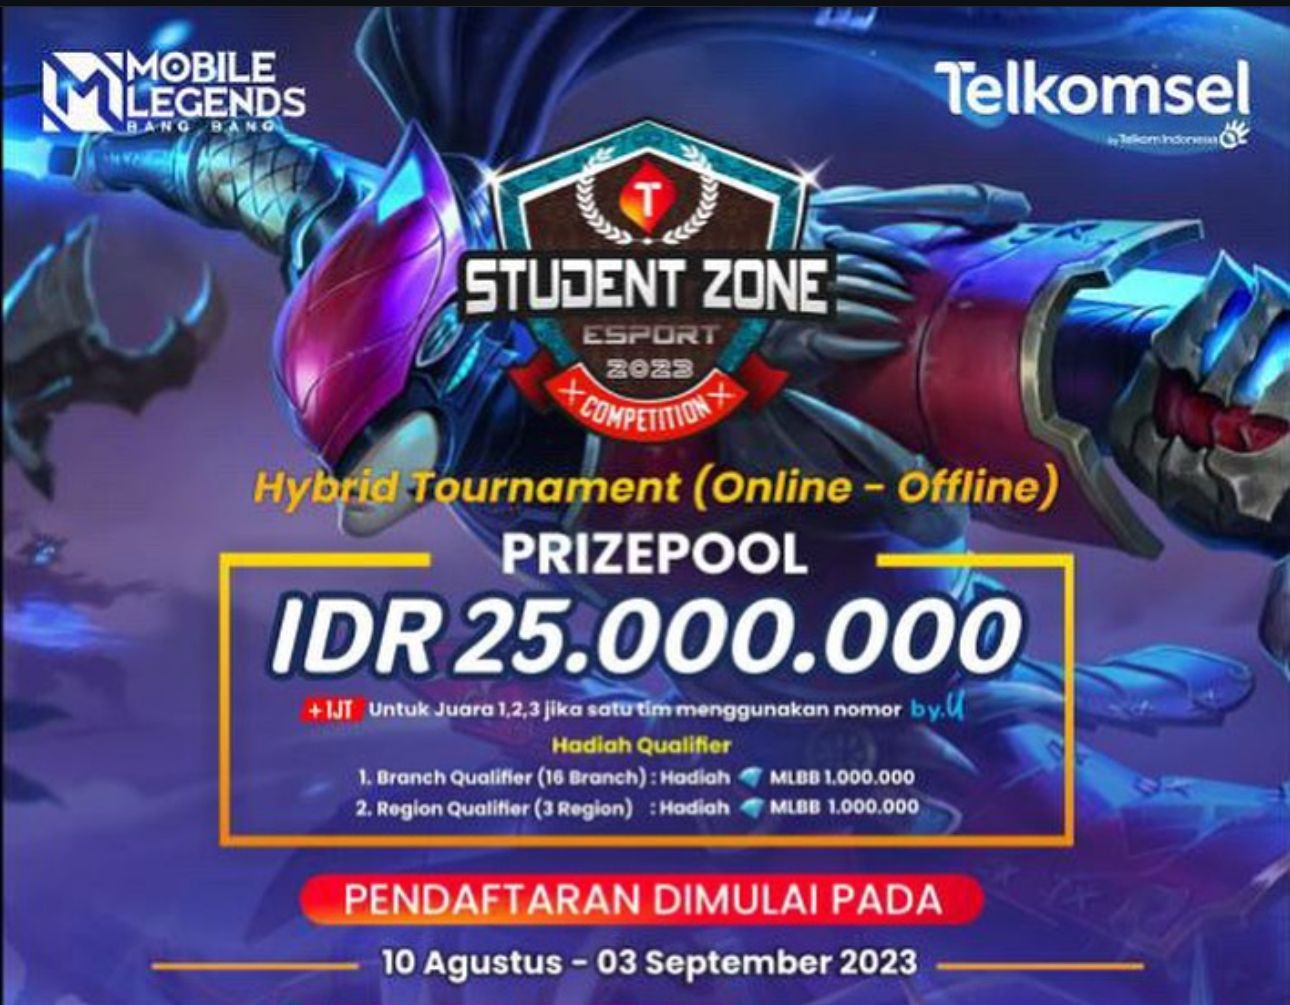 MOBILE
LEGENDS
BANG BANG
Telkomsel
by Telkom Indonesia
T
STUDENT ZONE
ESPORT
2023
COMPETITION
Hybrid Tournament (Online - Offline)
PRIZEPOOL
IDR 25.000.000
+1JT Untuk Juara 1,2,3 jika satu tim menggunakan nomor by.U
Hadiah Qualifier
1. Branch Qualifier (16 Branch) : Hadiah MLBB 1.000.000
2. Region Qualifier (3 Region) : Hadiah MLBB 1.000.000
PENDAFTARAN DIMULAI PADA
10 Agustus - 03 September 2023